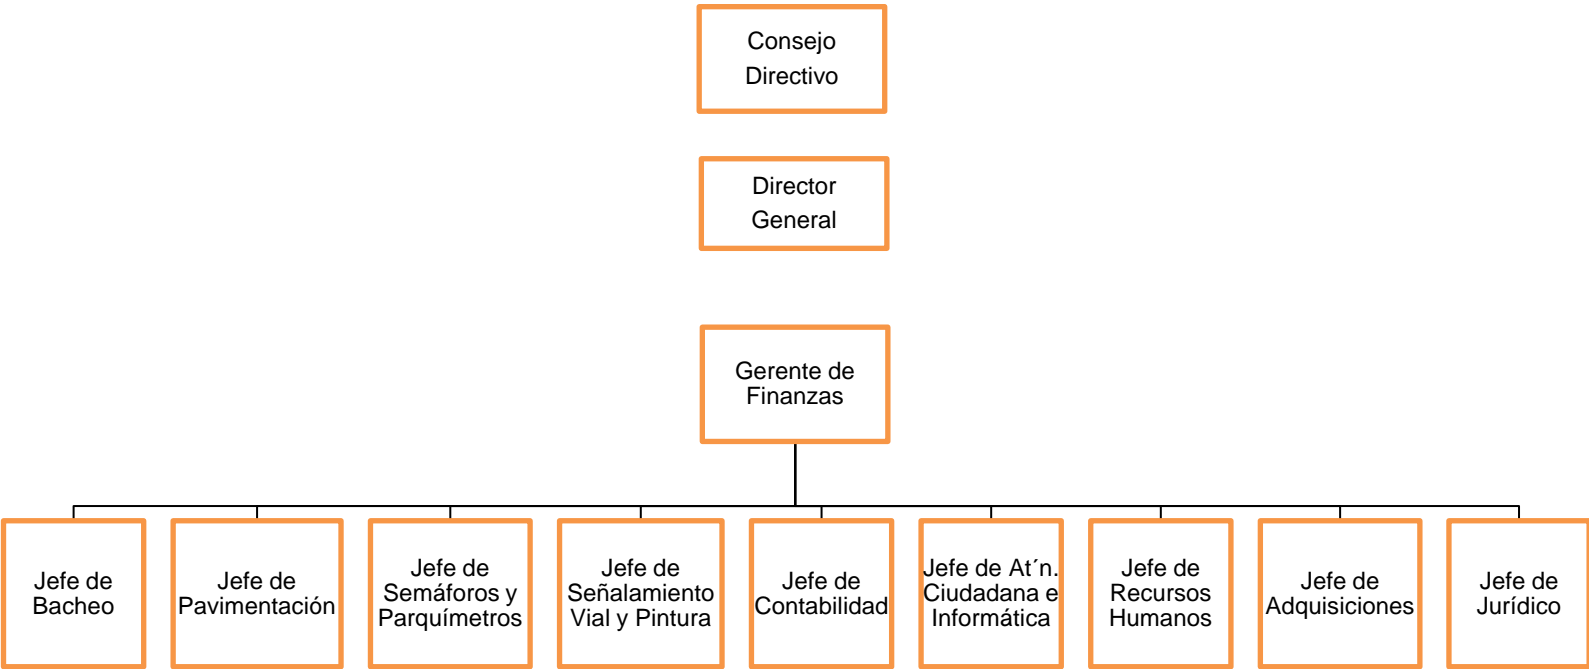 Consejo
Directivo
Director
General
Gerente de
Finanzas
Jefe de
Bacheo
Jefe de
Pavimentación
Jefe de
Semáforos y
Parquímetros
Jefe de
Señalamiento
Vial y Pintura
Jefe de
Contabilidad
Jefe de At´n.
Ciudadana e
Informática
Jefe de
Recursos
Humanos
Jefe de
Adquisiciones
Jefe de
Jurídico